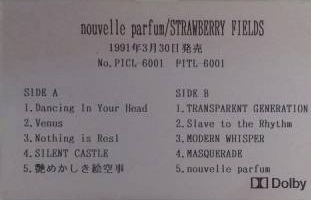 nouvelle parfum/STRAWBERRY FIELDS
1991年3月30日発売
No.PICL-6001 PITL-6001
SIDE A
1.Dancing In Your Head
2.Venus
3.Nothing is Resl
4.SILENT CASTLE
5.艶めかしき絵空事
SIDE B
1.TRANSPARENT GENERATION
2.Slave to the Rhythm
3.MODERN WHISPER
4.MASQUERADE
5.nouvelle parfum
Dolby